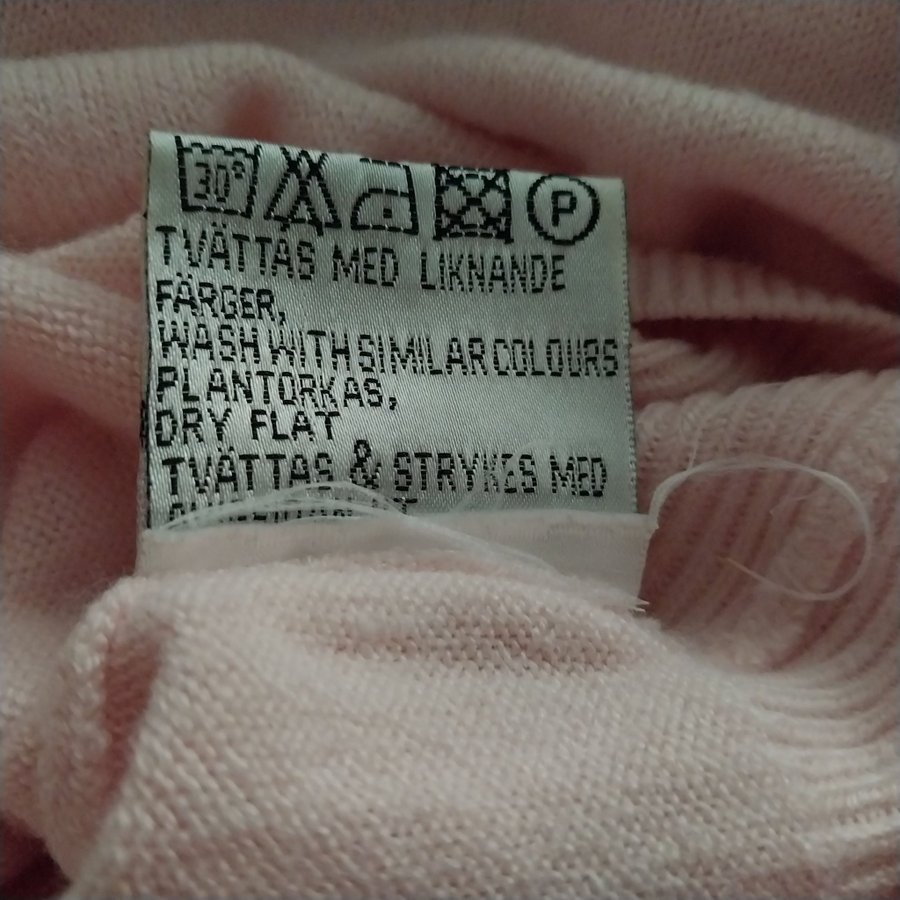 30°
P
TVÄTTAS MED LIKNANDE
FÄRGER,
WASH WITH SIMILAR COLOURS
PLANTORKAS,
DRY FLAT
TVÄTTAS & STRYKES MED